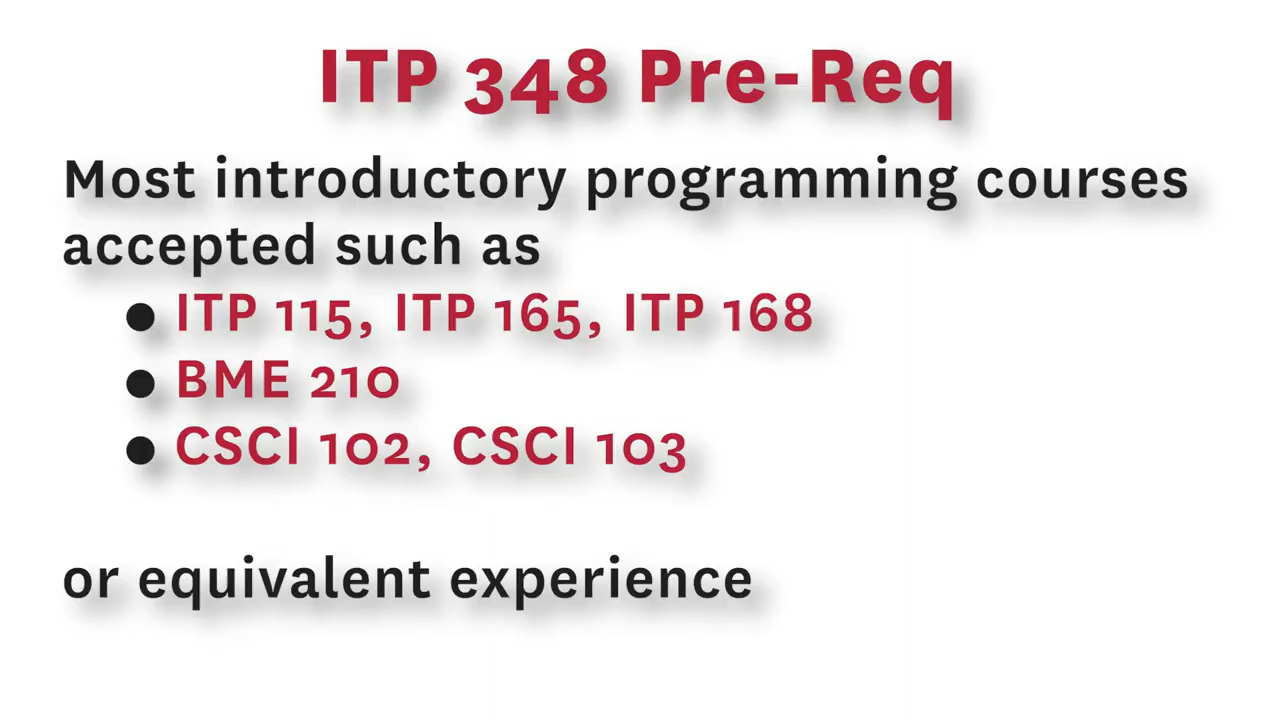 ITP 348 Pre-Req
Most introductory programming courses
accepted such as
● ITP 115, ITP 165, ITP 168
● BME 210
● CSCI 102, CSCI 103
or equivalent experience